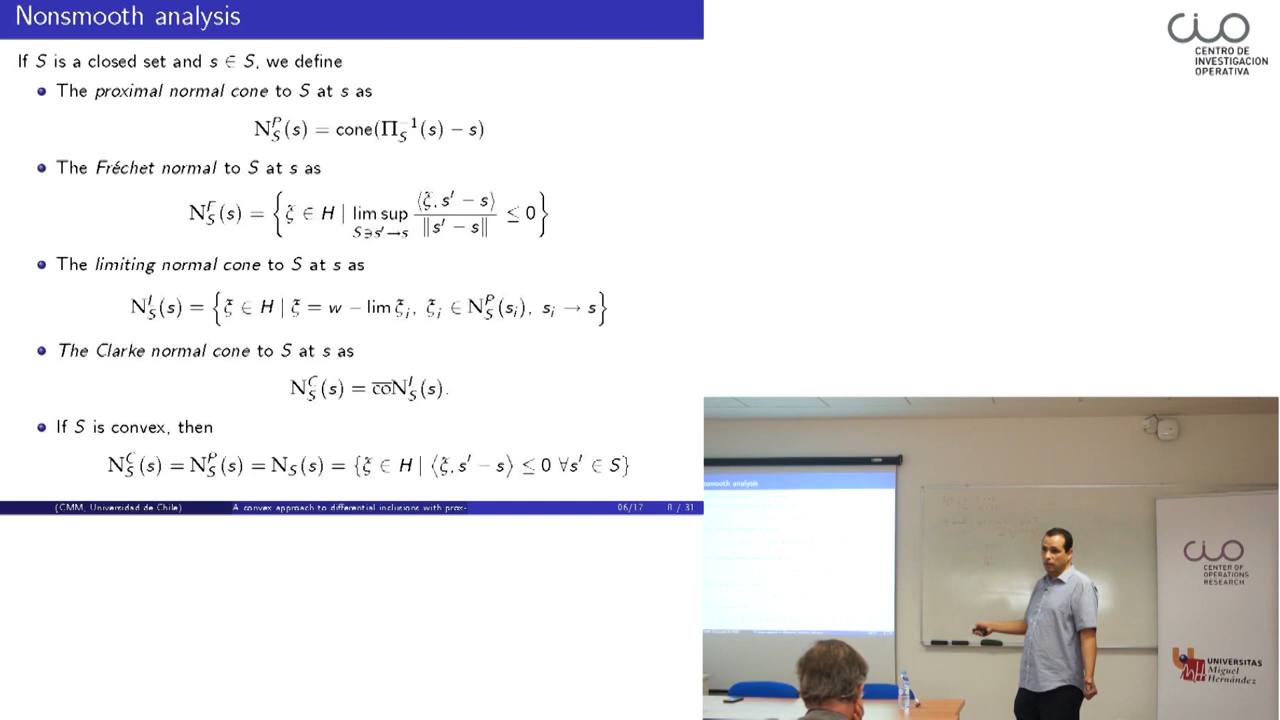 Nonsmooth analysis
If S is a closed set and s ∈ S, we define
The proximal normal cone to S at s as
N_S^P(s) = cone(Π_S^{-1}(s) − s)
The Fréchet normal to S at s as
N_S^F(s) = { ξ ∈ H | lim sup_{S∋s′→s} ⟨ξ, s′ − s⟩ / ‖s′ − s‖ ≤ 0 }
The limiting normal cone to S at s as
N_S^L(s) = { ξ ∈ H | ξ = w − lim ξ_i, ξ_i ∈ N_S^P(s_i), s_i → s }
The Clarke normal cone to S at s as
N_S^C(s) = \overline{co}N_S^L(s).
If S is convex, then
N_S^C(s) = N_S^P(s) = N_S(s) = {ξ ∈ H | ⟨ξ, s′ − s⟩ ≤ 0 ∀s′ ∈ S}
(CMM, Universidad de Chile) A convex approach to differential inclusions with prox- 06/17 8 / 31
CIO
CENTRO DE
INVESTIGACION
OPERATIVA
smooth analysis
CIO
CENTER OF
OPERATIONS
RESEARCH
UNIVERSITAS
Miguel
Hernández